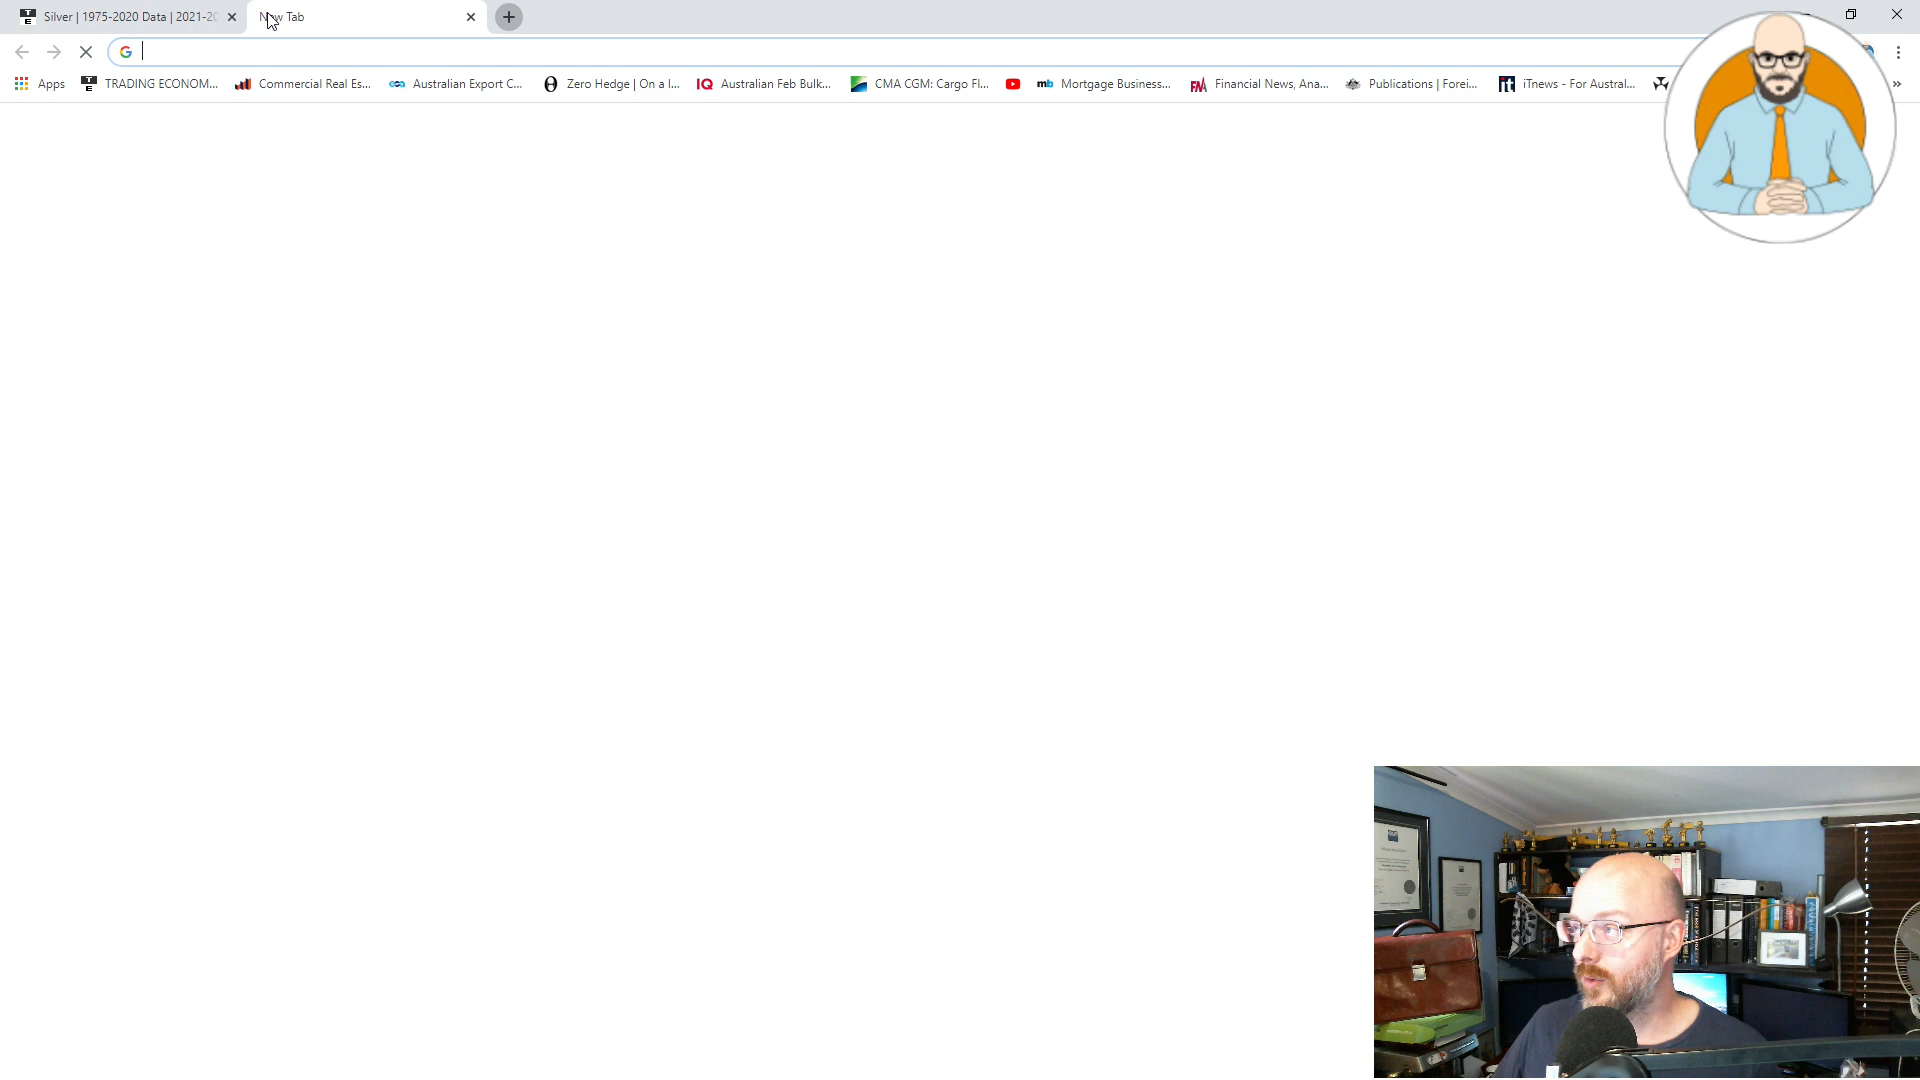 Silver | 1975-2020 Data | 2021-20
New Tab
Apps
TRADING ECONOM...
Commercial Real Es...
Australian Export C...
Zero Hedge | On a l...
Australian Feb Bulk...
CMA CGM: Cargo Fl...
Mortgage Business...
Financial News, Ana...
Publications | Forei...
iTnews - For Austral...